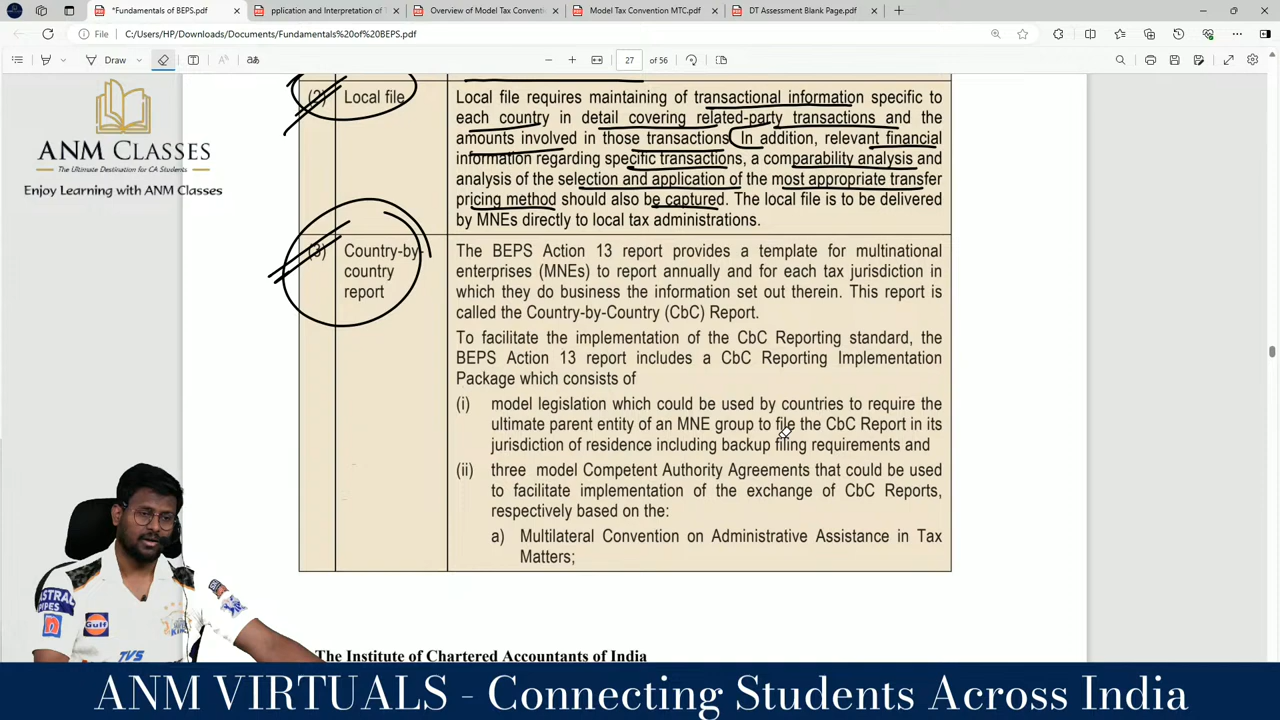 *Fundamentals of BEPS.pdf
pplication and Interpretation of T
Overview of Model Tax Conventi
Model Tax Convention MTC.pdf
DT Assessment Blank Page.pdf
File
C:/Users/HP/Downloads/Documents/Fundamentals%20of%20BEPS.pdf
Draw
27
of 56
ANM CLASSES
The Ultimate Destination for CA Students
Enjoy Learning with ANM Classes
(2)
Local file
Local file requires maintaining of transactional information specific to
each country in detail covering related-party transactions and the
amounts involved in those transactions. In addition, relevant financial
information regarding specific transactions, a comparability analysis and
analysis of the selection and application of the most appropriate transfer
pricing method should also be captured. The local file is to be delivered
by MNEs directly to local tax administrations.
(3)
Country-by-
country
report
The BEPS Action 13 report provides a template for multinational
enterprises (MNEs) to report annually and for each tax jurisdiction in
which they do business the information set out therein. This report is
called the Country-by-Country (CbC) Report.
To facilitate the implementation of the CbC Reporting standard, the
BEPS Action 13 report includes a CbC Reporting Implementation
Package which consists of
(i) model legislation which could be used by countries to require the
ultimate parent entity of an MNE group to file the CbC Report in its
jurisdiction of residence including backup filing requirements and
(ii) three model Competent Authority Agreements that could be used
to facilitate implementation of the exchange of CbC Reports,
respectively based on the:
a) Multilateral Convention on Administrative Assistance in Tax
Matters;
The Institute of Chartered Accountants of India
ASTRAL
PIPES
Gulf
TVS
ANM VIRTUALS - Connecting Students Across India